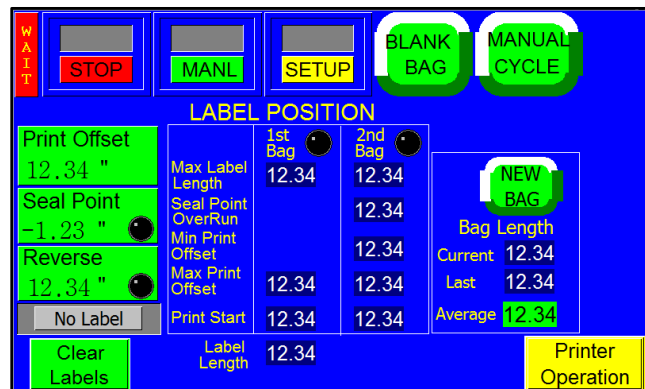 WAIT
STOP
MANL
SETUP
BLANK
BAG
MANUAL
CYCLE
LABEL POSITION
Print Offset
12.34 "
Seal Point
-1.23 "
Reverse
12.34 "
No Label
Clear
Labels
1st
Bag
2nd
Bag
Max Label
Length
12.34
12.34
Seal Point
OverRun
12.34
Min Print
Offset
12.34
Max Print
Offset
12.34
12.34
Print Start
12.34
12.34
Label
Length
12.34
NEW
BAG
Bag Length
Current 12.34
Last 12.34
Average 12.34
Printer
Operation